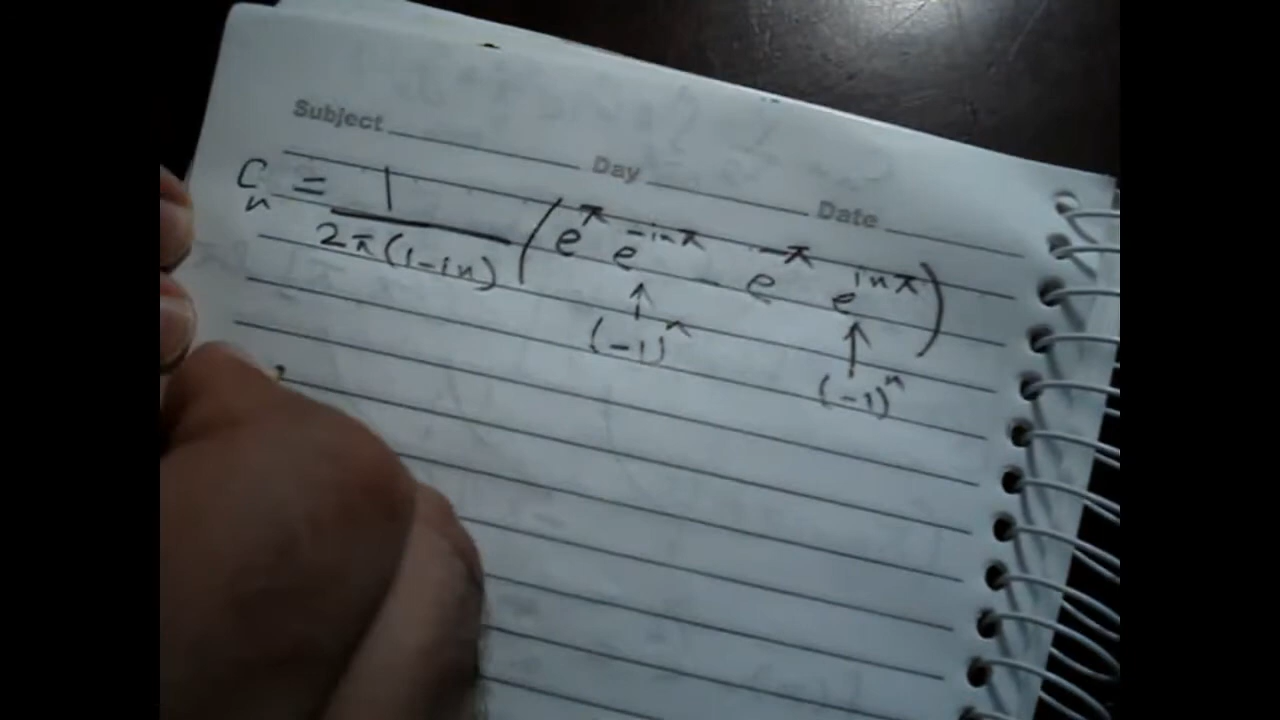 Subject Day Date
Cₙ = 1 / 2π(1-in) (e^π e^-inπ - e^-π e^inπ)
(-1)^n (-1)^n